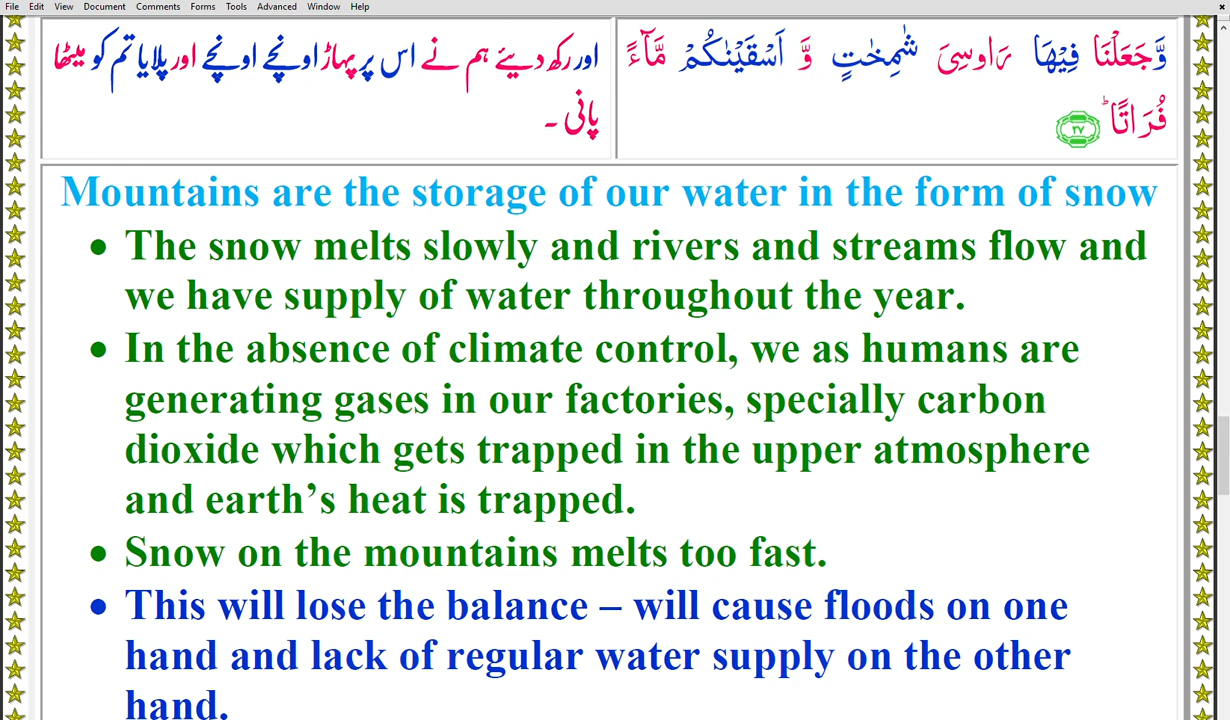 File Edit View Document Comments Forms Tools Advanced Window Help
وَّجَعَلْنَا فِيْهَا رَوَاسِىَ شٰمِخٰتٍ وَّ اَسْقَيْنٰكُمْ مَّآءً
فُرَاتًا ؕ ٢٧
اور رکھ دیئے ہم نے اس پر پہاڑ اونچے اونچے اور پلایا تم کو میٹھا
پانی ۔
Mountains are the storage of our water in the form of snow
• The snow melts slowly and rivers and streams flow and
we have supply of water throughout the year.
• In the absence of climate control, we as humans are
generating gases in our factories, specially carbon
dioxide which gets trapped in the upper atmosphere
and earth’s heat is trapped.
• Snow on the mountains melts too fast.
• This will lose the balance – will cause floods on one
hand and lack of regular water supply on the other
hand.